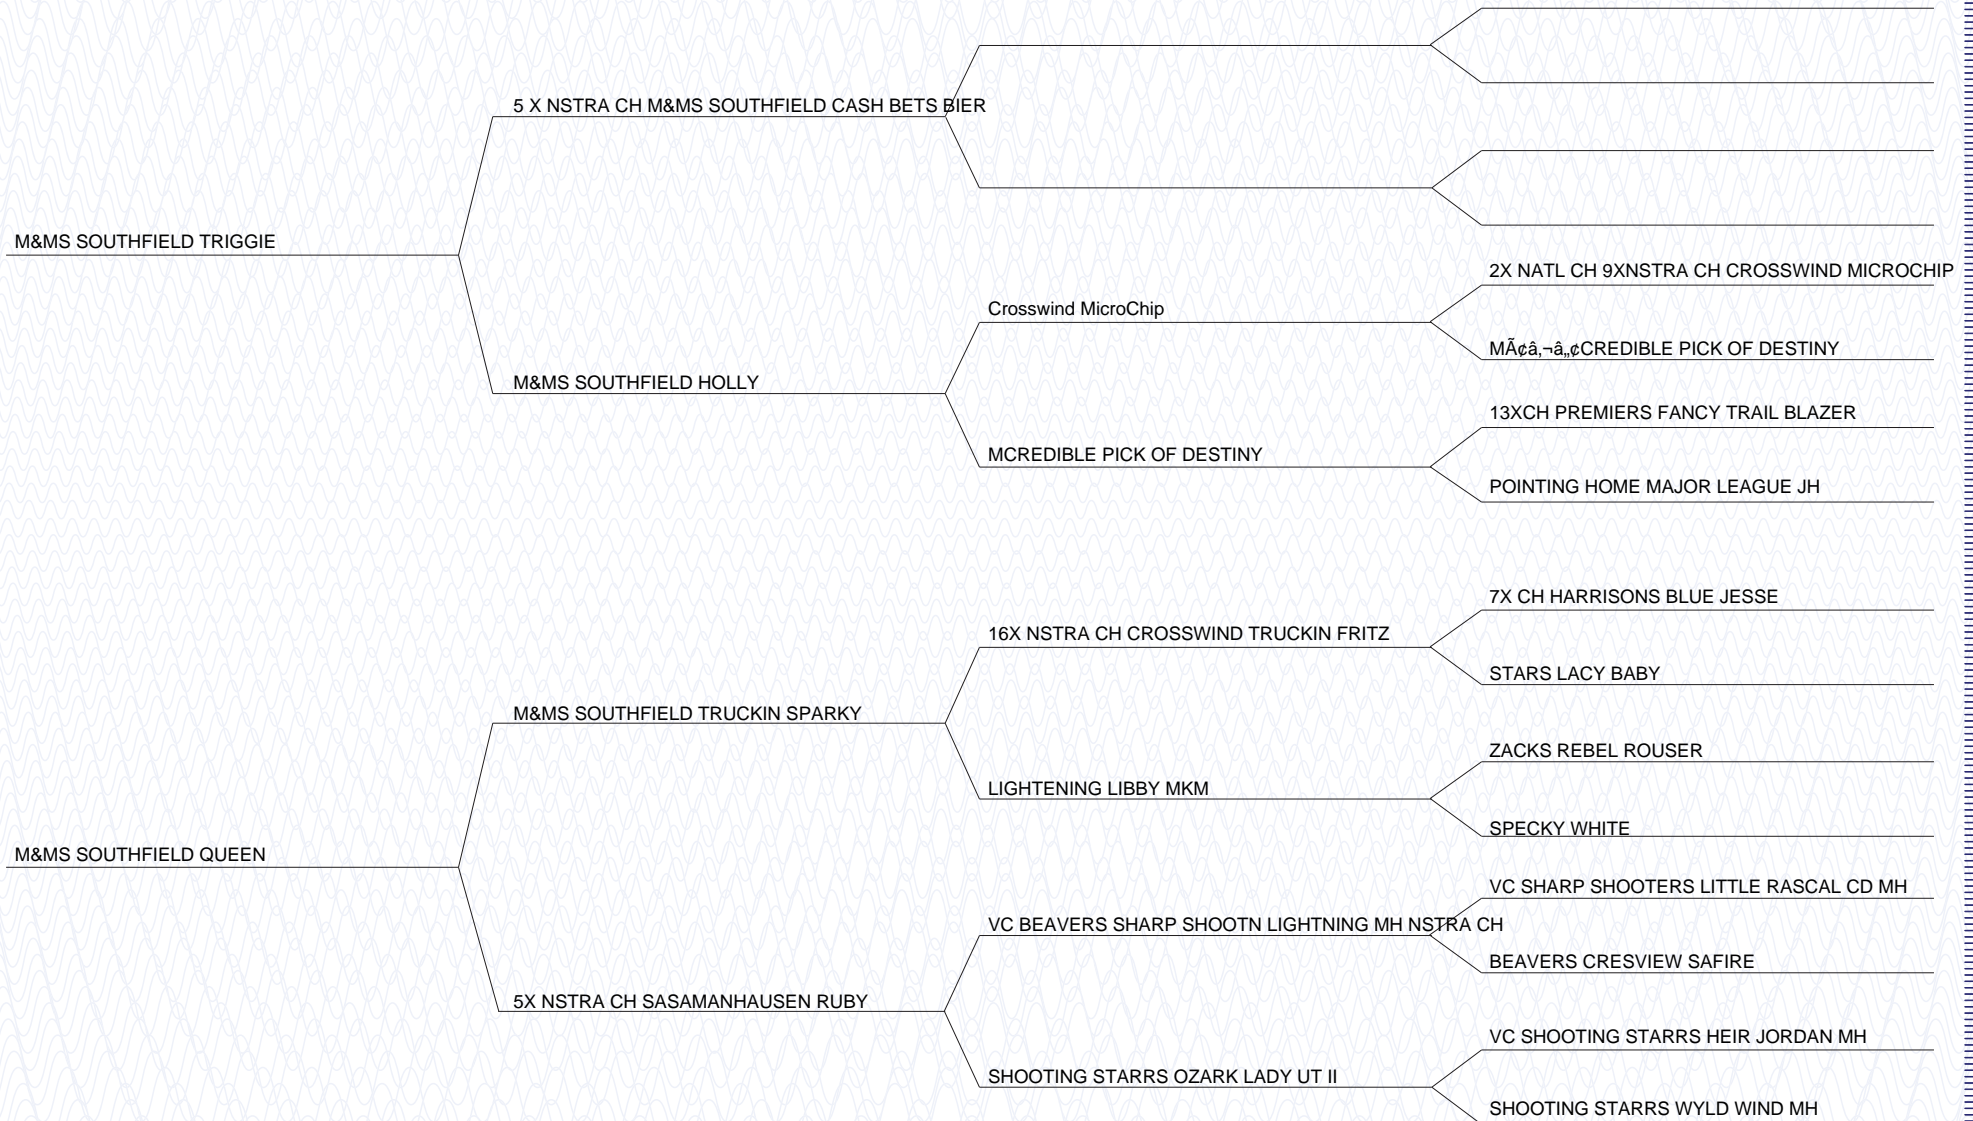 5 X NSTRA CH M&MS SOUTHFIELD CASH BETS BIER
M&MS SOUTHFIELD TRIGGIE
2X NATL CH 9XNSTRA CH CROSSWIND MICROCHIP
Crosswind MicroChip
MÃ¢â‚¬â„¢CREDIBLE PICK OF DESTINY
M&MS SOUTHFIELD HOLLY
13XCH PREMIERS FANCY TRAIL BLAZER
MCREDIBLE PICK OF DESTINY
POINTING HOME MAJOR LEAGUE JH
7X CH HARRISONS BLUE JESSE
16X NSTRA CH CROSSWIND TRUCKIN FRITZ
STARS LACY BABY
M&MS SOUTHFIELD TRUCKIN SPARKY
ZACKS REBEL ROUSER
LIGHTENING LIBBY MKM
SPECKY WHITE
M&MS SOUTHFIELD QUEEN
VC SHARP SHOOTERS LITTLE RASCAL CD MH
VC BEAVERS SHARP SHOOTN LIGHTNING MH NSTRA CH
BEAVERS CRESVIEW SAFIRE
5X NSTRA CH SASAMANHAUSEN RUBY
VC SHOOTING STARRS HEIR JORDAN MH
SHOOTING STARRS OZARK LADY UT II
SHOOTING STARRS WYLD WIND MH